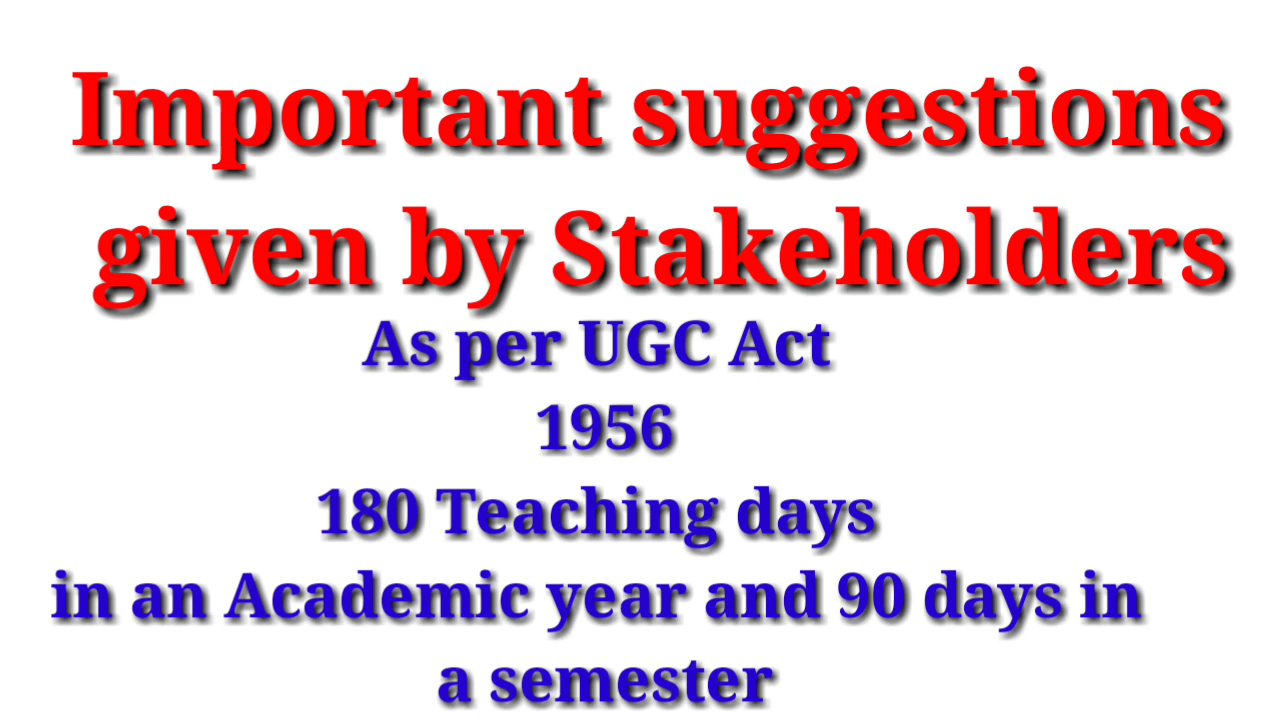 Important suggestions
given by Stakeholders
As per UGC Act
1956
180 Teaching days
in an Academic year and 90 days in
a semester